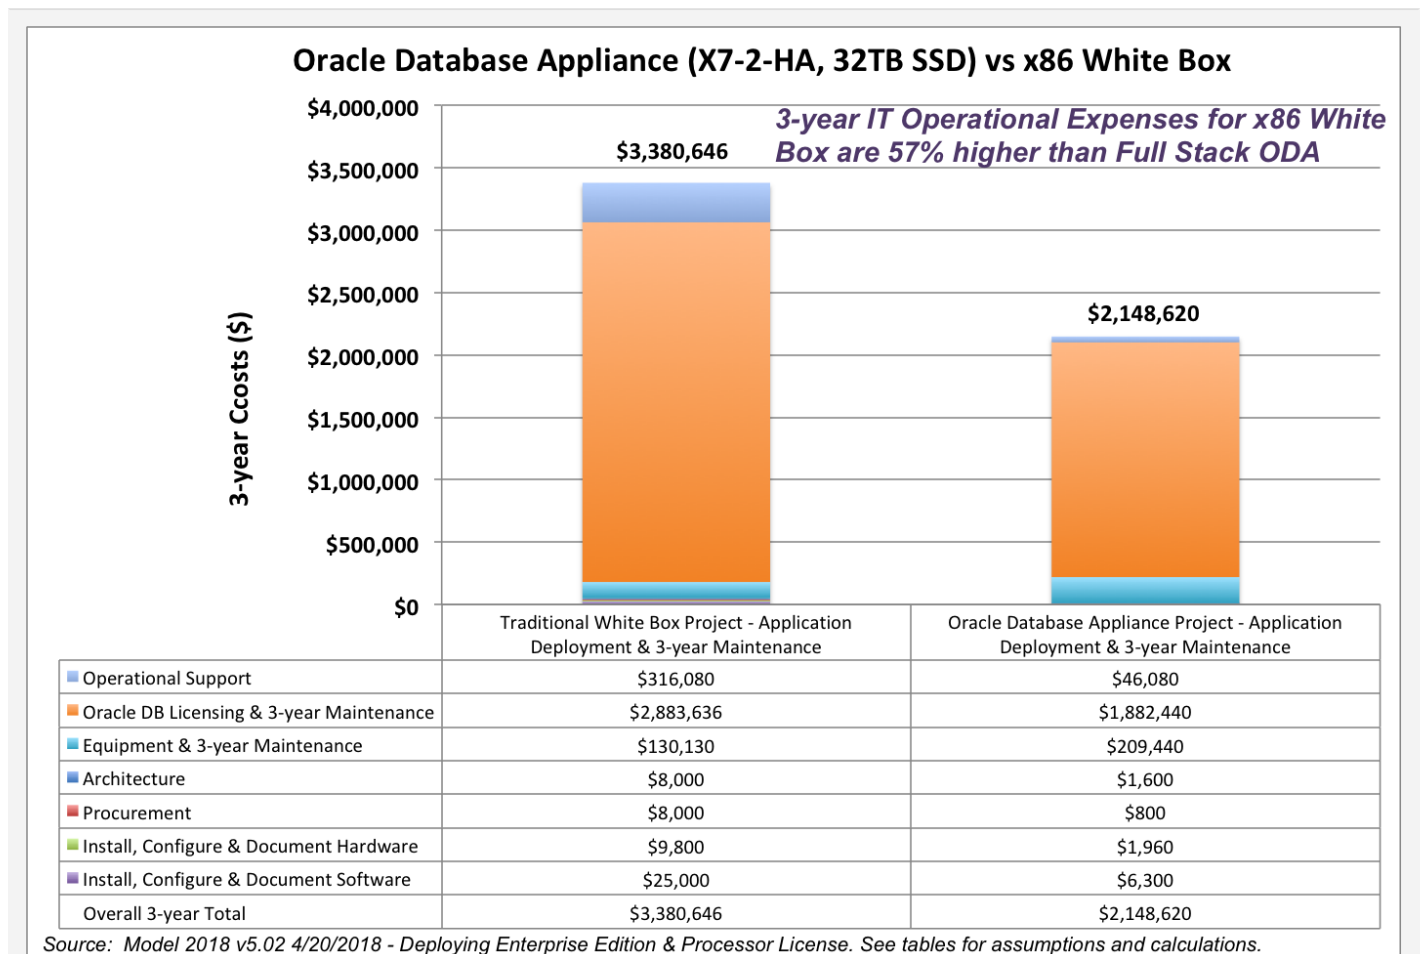 Oracle Database Appliance (X7-2-HA, 32TB SSD) vs x86 White Box
3-year IT Operational Expenses for x86 White
Box are 57% higher than Full Stack ODA
3-year Ccosts ($)
$4,000,000
$3,500,000
$3,000,000
$2,500,000
$2,000,000
$1,500,000
$1,000,000
$500,000
$0
$3,380,646
$2,148,620
Traditional White Box Project - Application
Deployment & 3-year Maintenance
Oracle Database Appliance Project - Application
Deployment & 3-year Maintenance
Operational Support $316,080 $46,080
Oracle DB Licensing & 3-year Maintenance $2,883,636 $1,882,440
Equipment & 3-year Maintenance $130,130 $209,440
Architecture $8,000 $1,600
Procurement $8,000 $800
Install, Configure & Document Hardware $9,800 $1,960
Install, Configure & Document Software $25,000 $6,300
Overall 3-year Total $3,380,646 $2,148,620
Source: Model 2018 v5.02 4/20/2018 - Deploying Enterprise Edition & Processor License. See tables for assumptions and calculations.